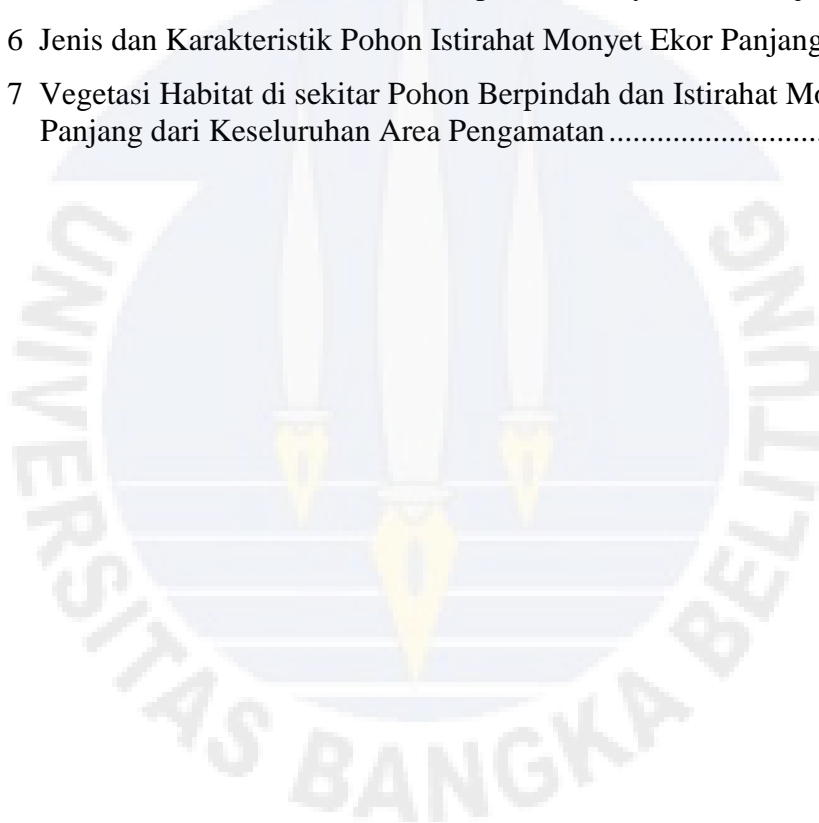 6 Jenis dan Karakteristik Pohon Istirahat Monyet Ekor Panjang
7 Vegetasi Habitat di sekitar Pohon Berpindah dan Istirahat
Panjang dari Keseluruhan Area Pengamatan ..........................
UNIVERSITAS BANGKA BELITUNG